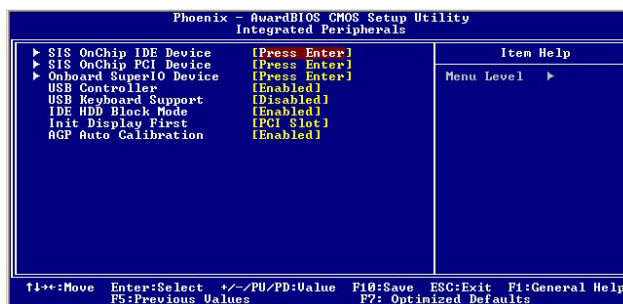 Phoenix - AwardBIOS CMOS Setup Utility
Integrated Peripherals
▶ SIS OnChip IDE Device [Press Enter]
▶ SIS OnChip PCI Device [Press Enter]
▶ Onboard SuperIO Device [Press Enter]
USB Controller [Enabled]
USB Keyboard Support [Disabled]
IDE HDD Block Mode [Enabled]
Init Display First [PCI Slot]
AGP Auto Calibration [Enabled]
Item Help
Menu Level ▶
↑↓→←:Move Enter:Select +/-/PU/PD:Value F10:Save ESC:Exit F1:General Help
F5:Previous Values F7: Optimized Defaults